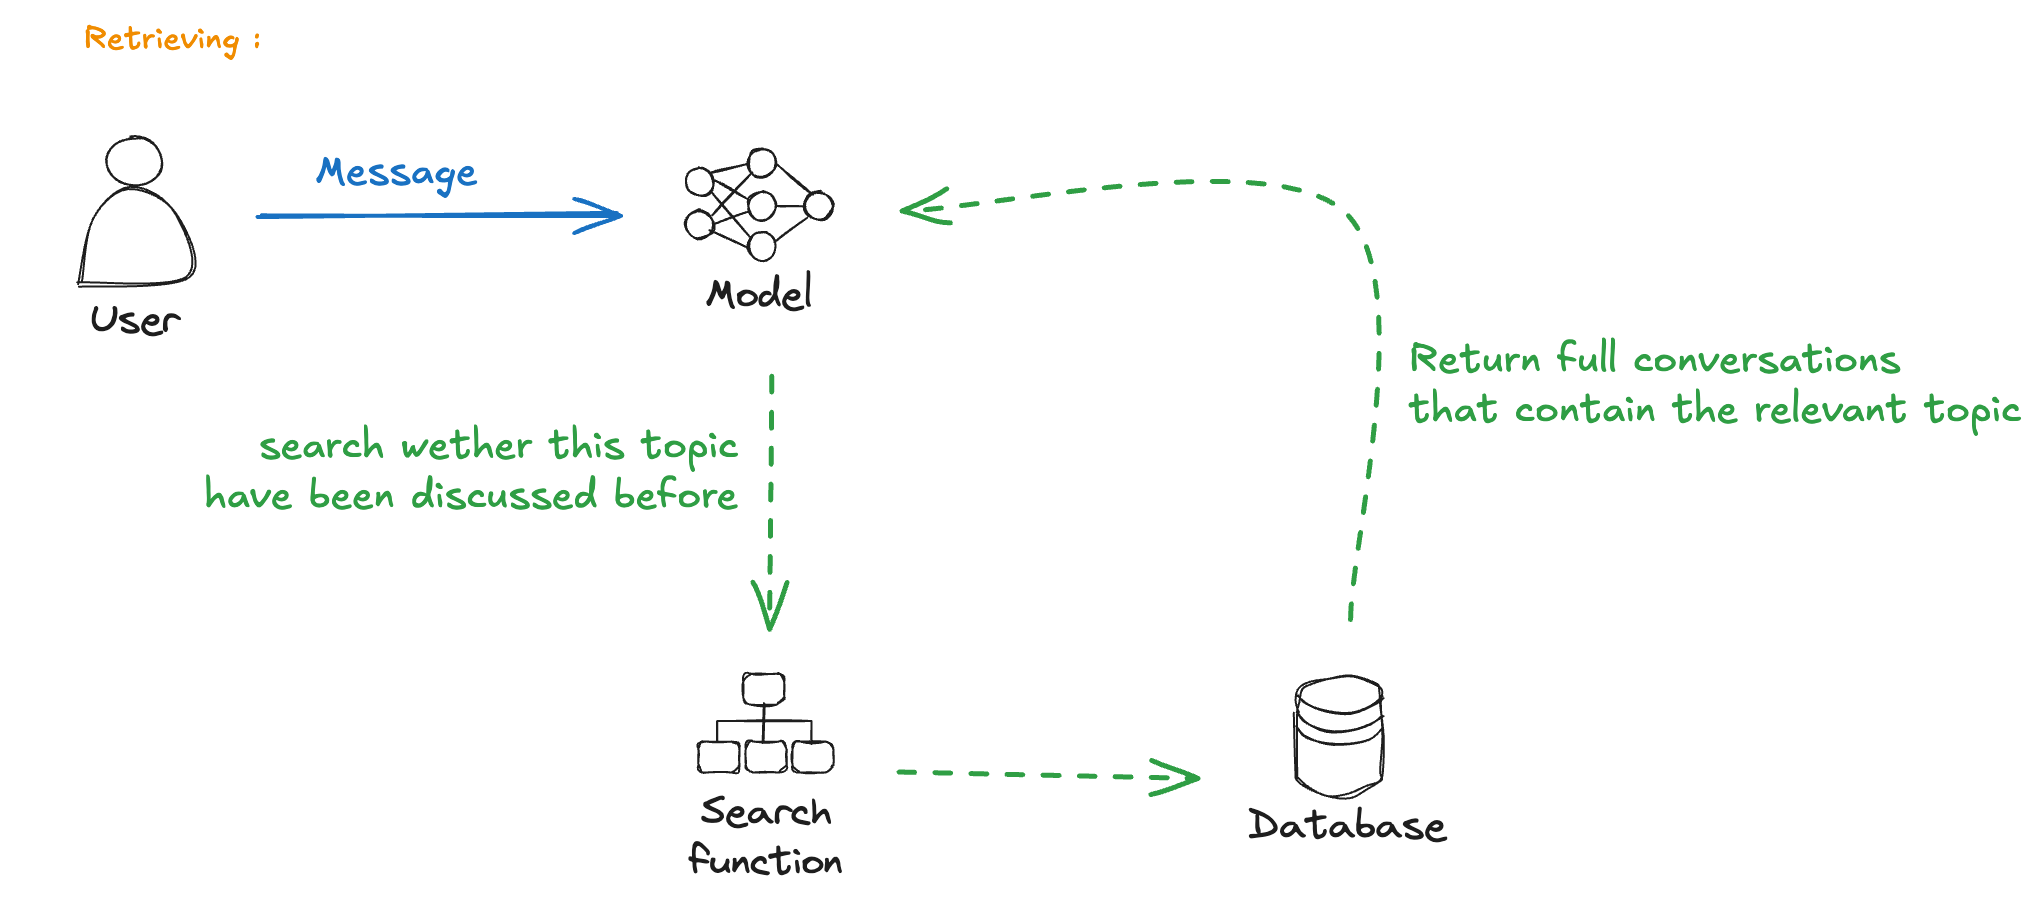 Retrieving :
Message
User
Model
search wether this topic
have been discussed before
Return full conversations
that contain the relevant topic
Search
function
Database